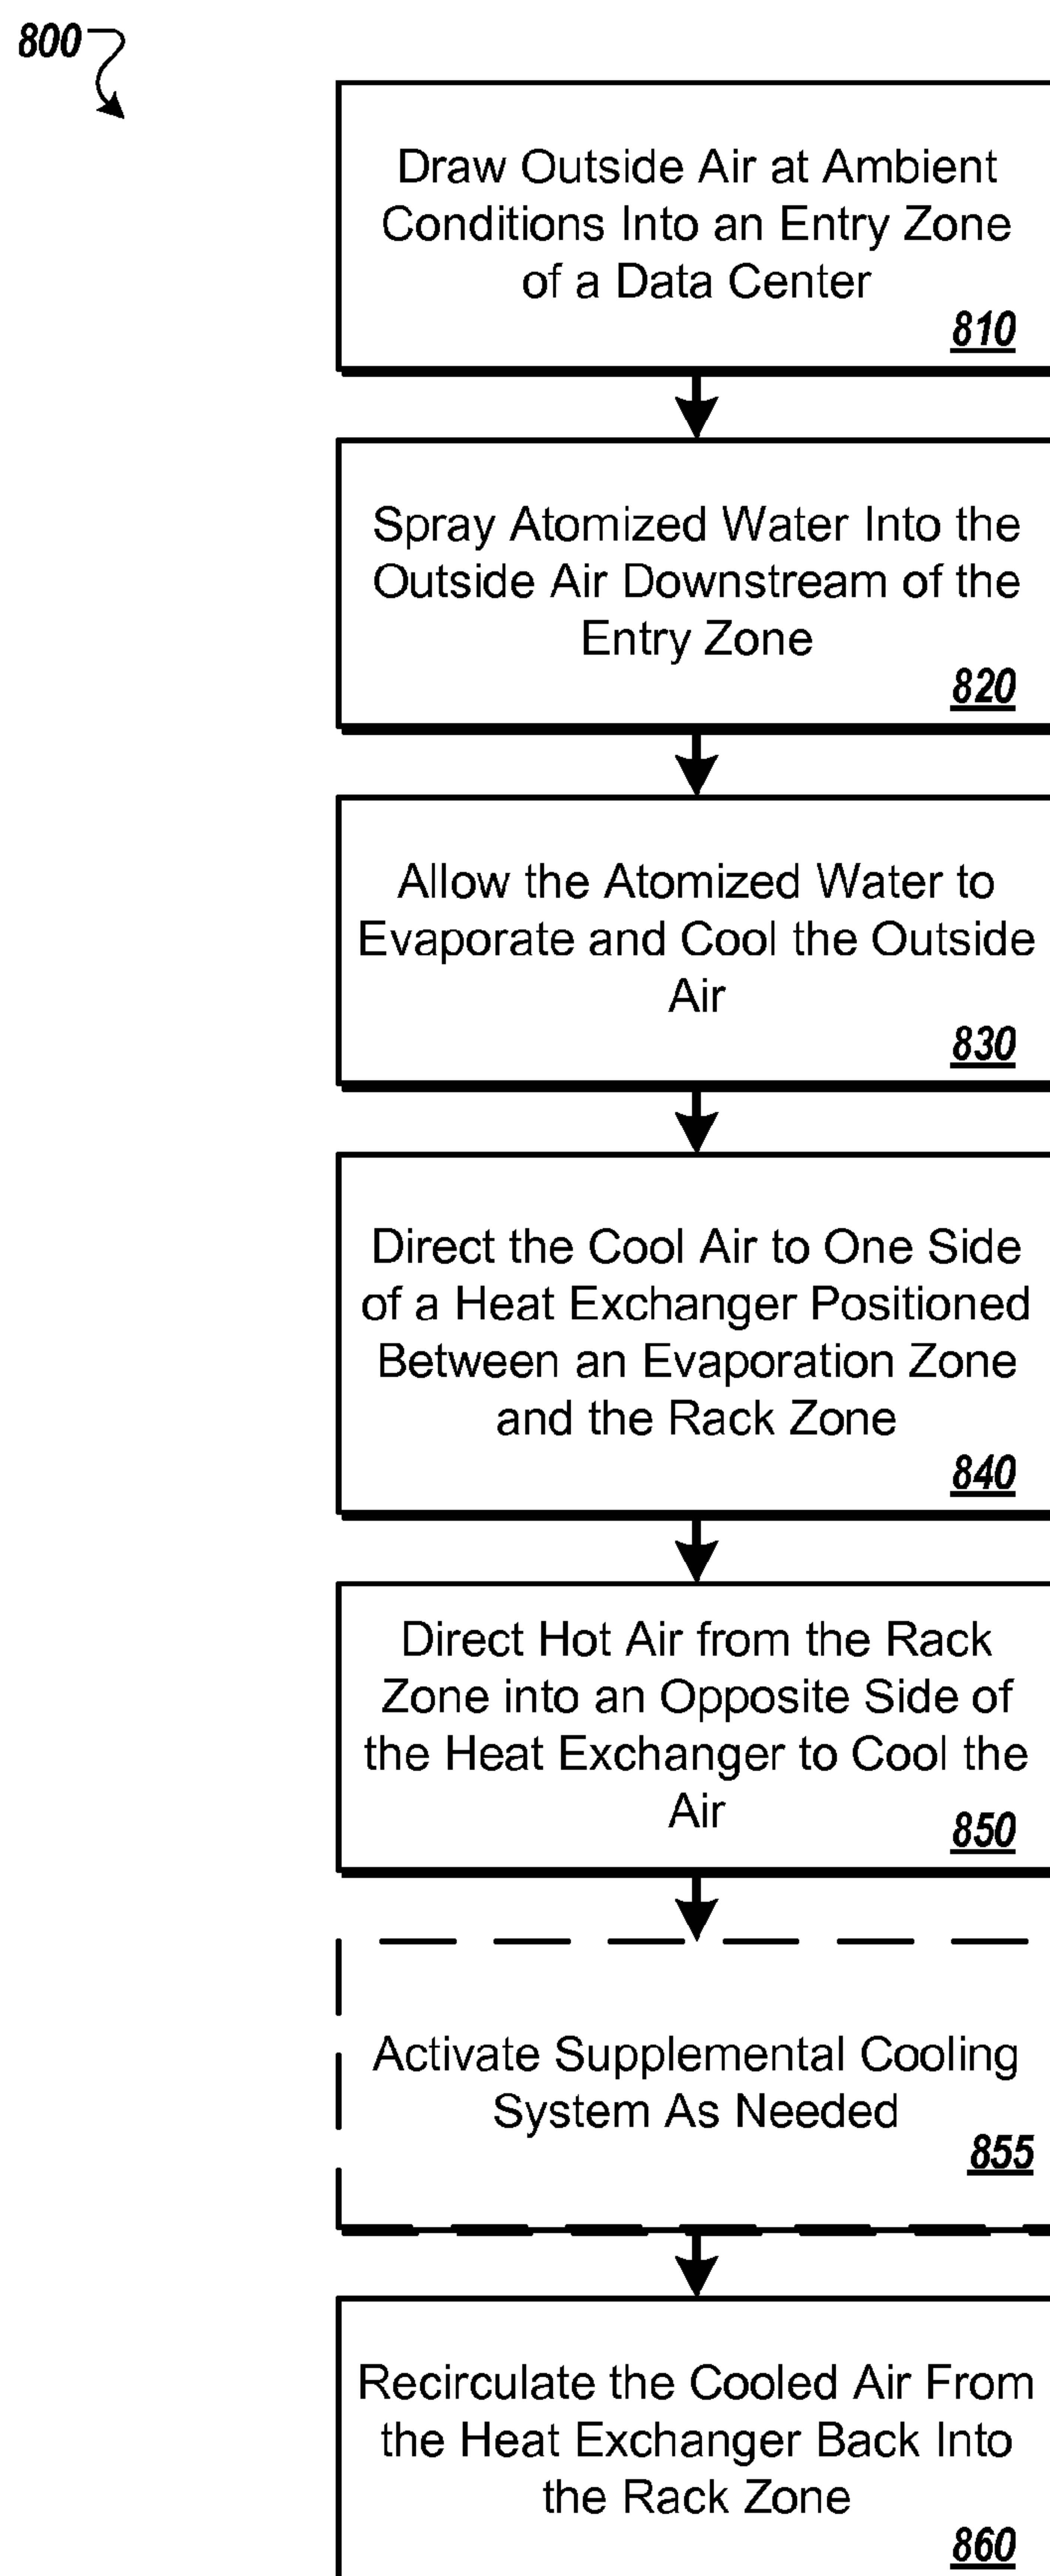 800
Draw Outside Air at Ambient
Conditions Into an Entry Zone
of a Data Center
810
Spray Atomized Water Into the
Outside Air Downstream of the
Entry Zone
820
Allow the Atomized Water to
Evaporate and Cool the Outside
Air
830
Direct the Cool Air to One Side
of a Heat Exchanger Positioned
Between an Evaporation Zone
and the Rack Zone
840
Direct Hot Air from the Rack
Zone into an Opposite Side of
the Heat Exchanger to Cool the
Air
850
Activate Supplemental Cooling
System As Needed
855
Recirculate the Cooled Air From
the Heat Exchanger Back Into
the Rack Zone
860